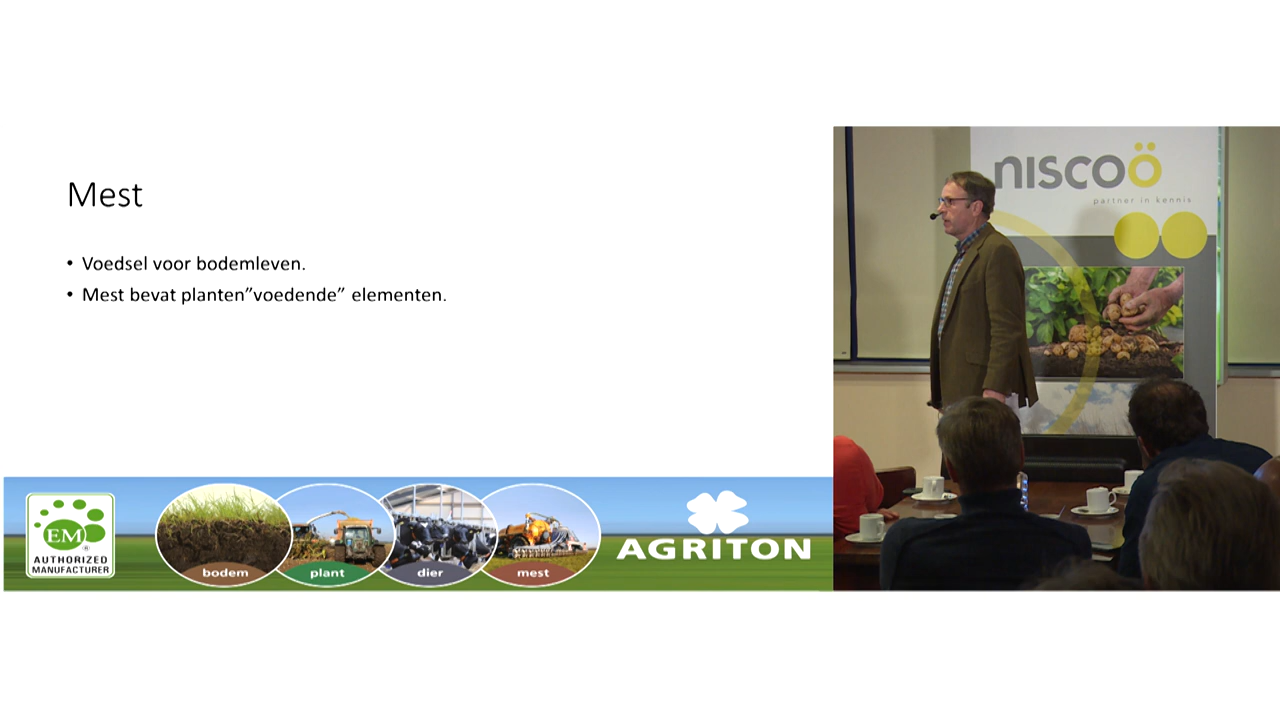 Mest
• Voedsel voor bodemleven.
• Mest bevat planten”voedende” elementen.
EM®
AUTHORIZED
MANUFACTURER
bodem
plant
dier
mest
AGRITON
niscoö
partner in kennis